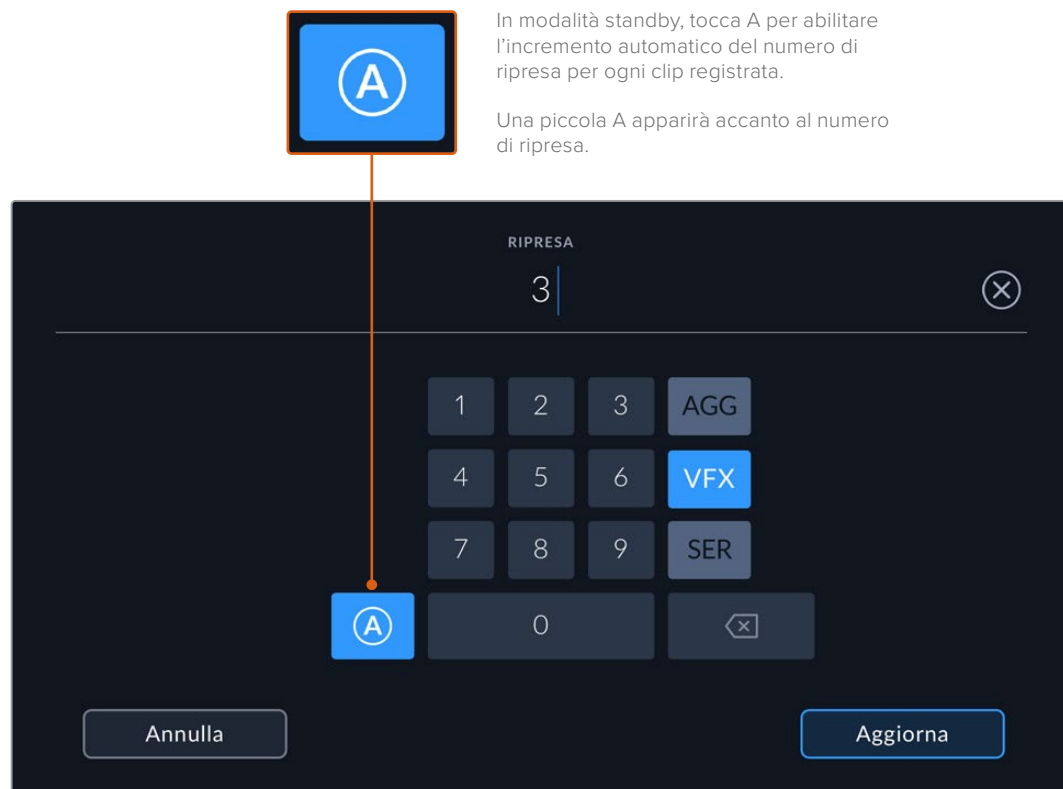 A
In modalità standby, tocca A per abilitare
l’incremento automatico del numero di
ripresa per ogni clip registrata.
Una piccola A apparirà accanto al numero
di ripresa.
RIPRESA
3
1 2 3 AGG
4 5 6 VFX
7 8 9 SER
A 0
Annulla Aggiorna